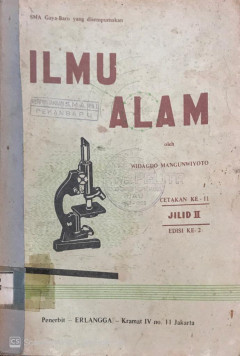 SMA Gaya-Baru yang disempurnakan
ILMU
ALAM
oleh
WIDAGDO MANGUNWIYOTO
CETAKAN KE - 11
JILID II
EDISI KE - 2
Penerbit - ERLANGGA - Kramat IV no. 11 Jakarta
CS